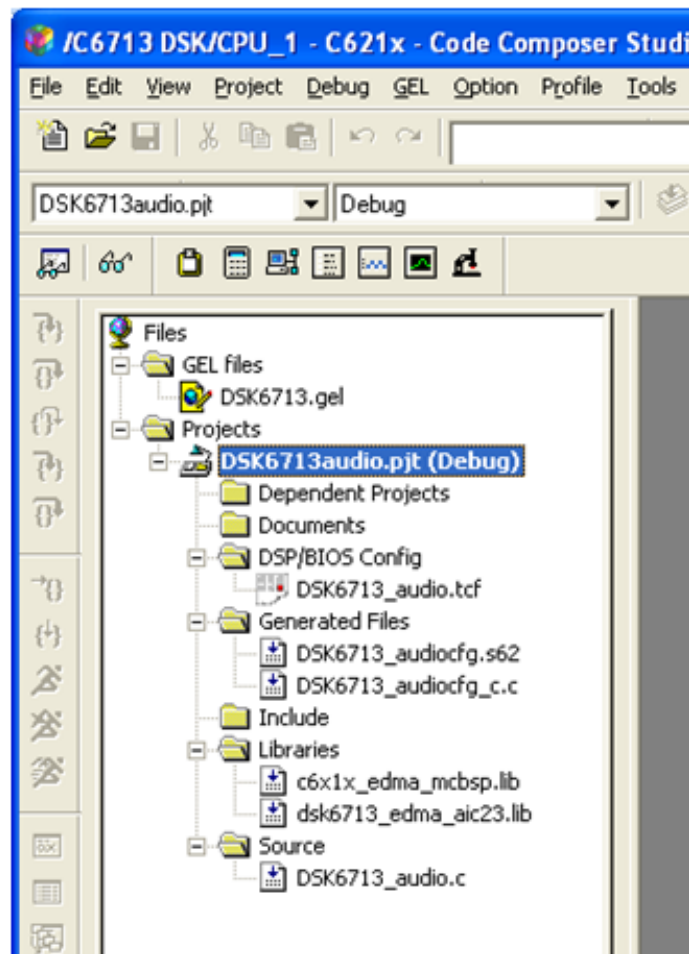 /C6713 DSK/CPU_1 - C621x - Code Composer Studi
File Edit View Project Debug GEL Option Profile Tools
DSK6713audio.pjt Debug
Files
GEL files
DSK6713.gel
Projects
DSK6713audio.pjt (Debug)
Dependent Projects
Documents
DSP/BIOS Config
DSK6713_audio.tcf
Generated Files
DSK6713_audiocfg.s62
DSK6713_audiocfg_c.c
Include
Libraries
c6x1x_edma_mcbsp.lib
dsk6713_edma_aic23.lib
Source
DSK6713_audio.c